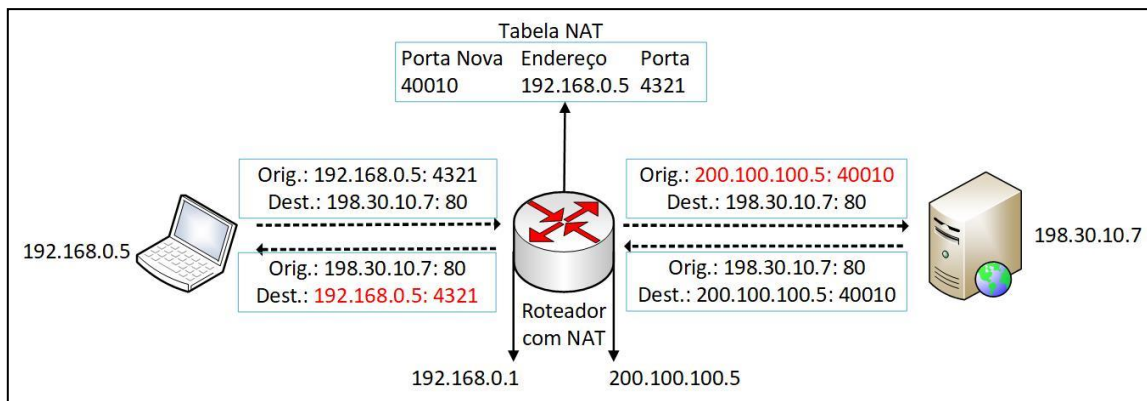 Tabela NAT
Porta Nova Endereço Porta
40010 192.168.0.5 4321
Orig.: 192.168.0.5: 4321
Dest.: 198.30.10.7: 80
Orig.: 200.100.100.5: 40010
Dest.: 198.30.10.7: 80
192.168.0.5
198.30.10.7
Orig.: 198.30.10.7: 80
Dest.: 192.168.0.5: 4321
Orig.: 198.30.10.7: 80
Dest.: 200.100.100.5: 40010
Roteador
com NAT
192.168.0.1
200.100.100.5